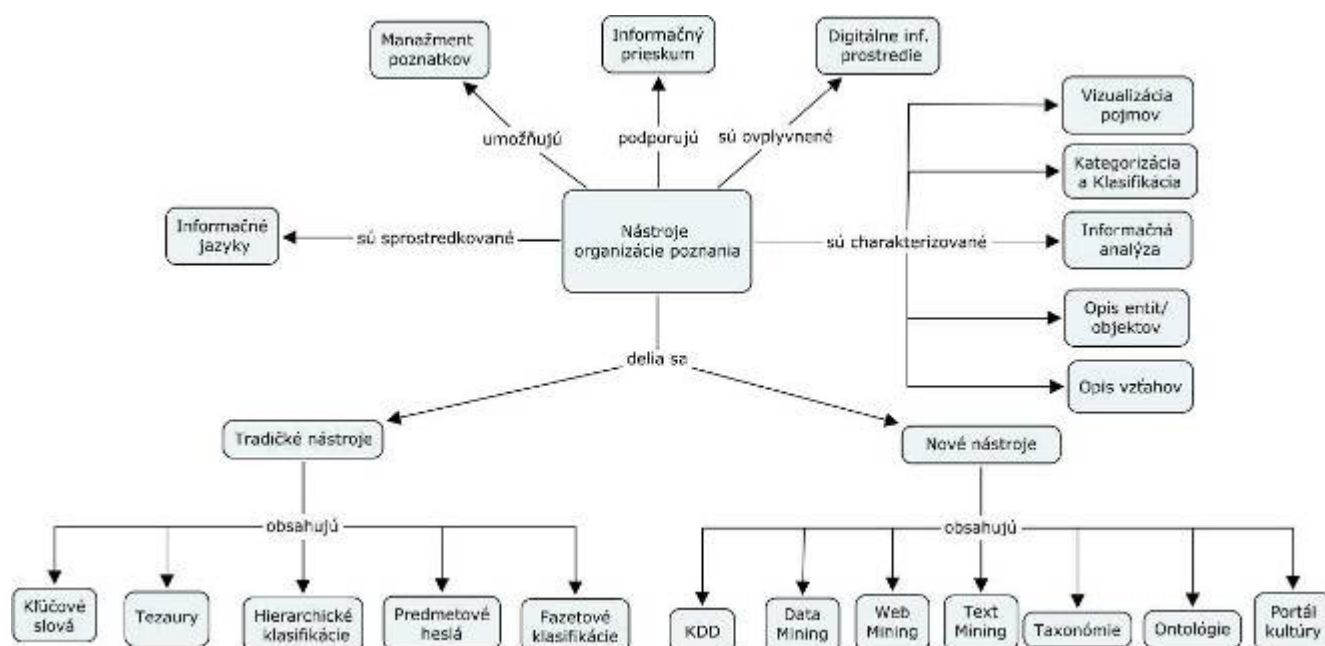 Manažment
poznatkov
Informačný
prieskum
Digitálne inf.
prostredie
umožňujú
podporujú
sú ovplyvnené
Vizualizácia
pojmov
Kategorizácia
a Klasifikácia
Informačné
jazyky
sú sprostredkované
Nástroje
organizácie poznania
sú charakterizované
Informačná
analýza
Opis entit/
objektov
Opis vzťahov
delia sa
Tradičké nástroje
Nové nástroje
obsahujú
obsahujú
Kľúčové
slová
Tezaury
Hierarchické
klasifikácie
Predmetové
heslá
Fazetové
klasifikácie
KDD
Data
Mining
Web
Mining
Text
Mining
Taxonómie
Ontológie
Portál
kultúry